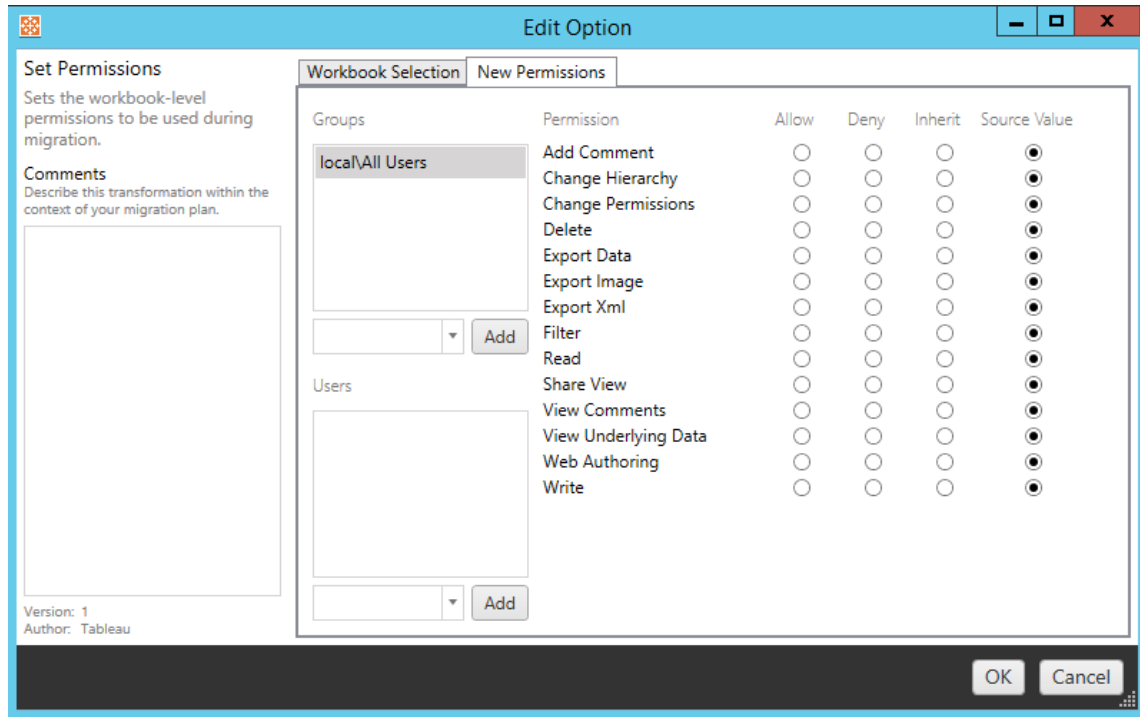 Edit Option
Set Permissions
Sets the workbook-level
permissions to be used during
migration.
Comments
Describe this transformation within the
context of your migration plan.
Version: 1
Author: Tableau
Workbook Selection New Permissions
Groups
local\All Users
Add
Users
Add
Permission Allow Deny Inherit Source Value
Add Comment
Change Hierarchy
Change Permissions
Delete
Export Data
Export Image
Export Xml
Filter
Read
Share View
View Comments
View Underlying Data
Web Authoring
Write
OK Cancel